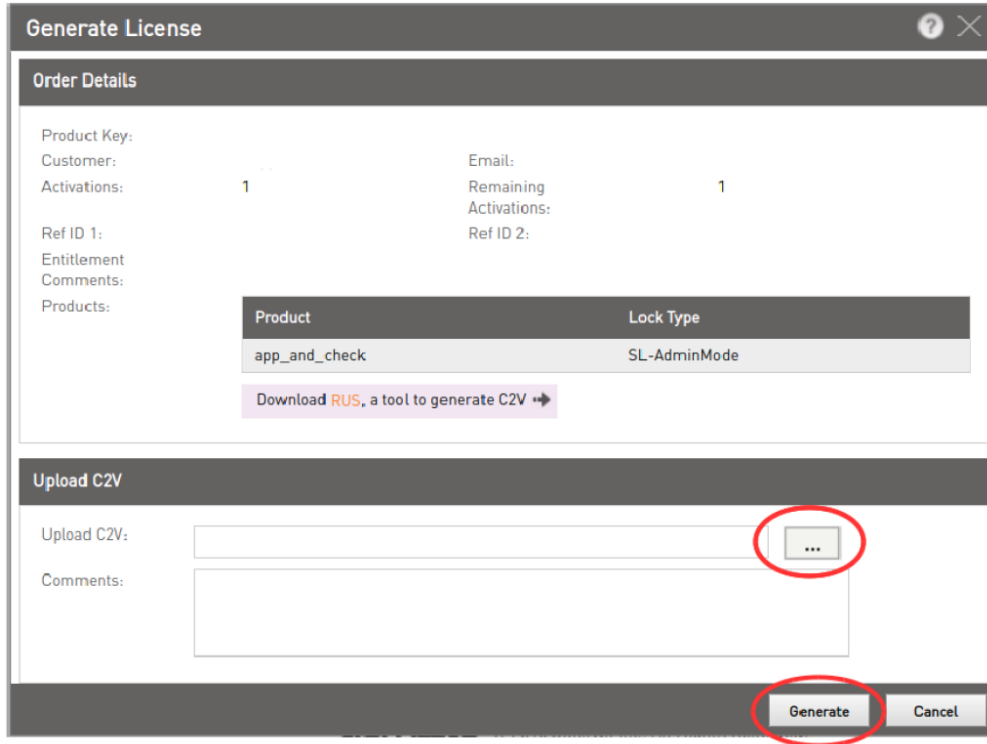 Generate License
?
Order Details
Product Key:
Customer: Email:
Activations: 1 Remaining Activations: 1
Ref ID 1: Ref ID 2:
Entitlement
Comments:
Products:
Product Lock Type
app_and_check SL-AdminMode
Download RUS, a tool to generate C2V
Upload C2V
Upload C2V: ...
Comments:
Generate Cancel